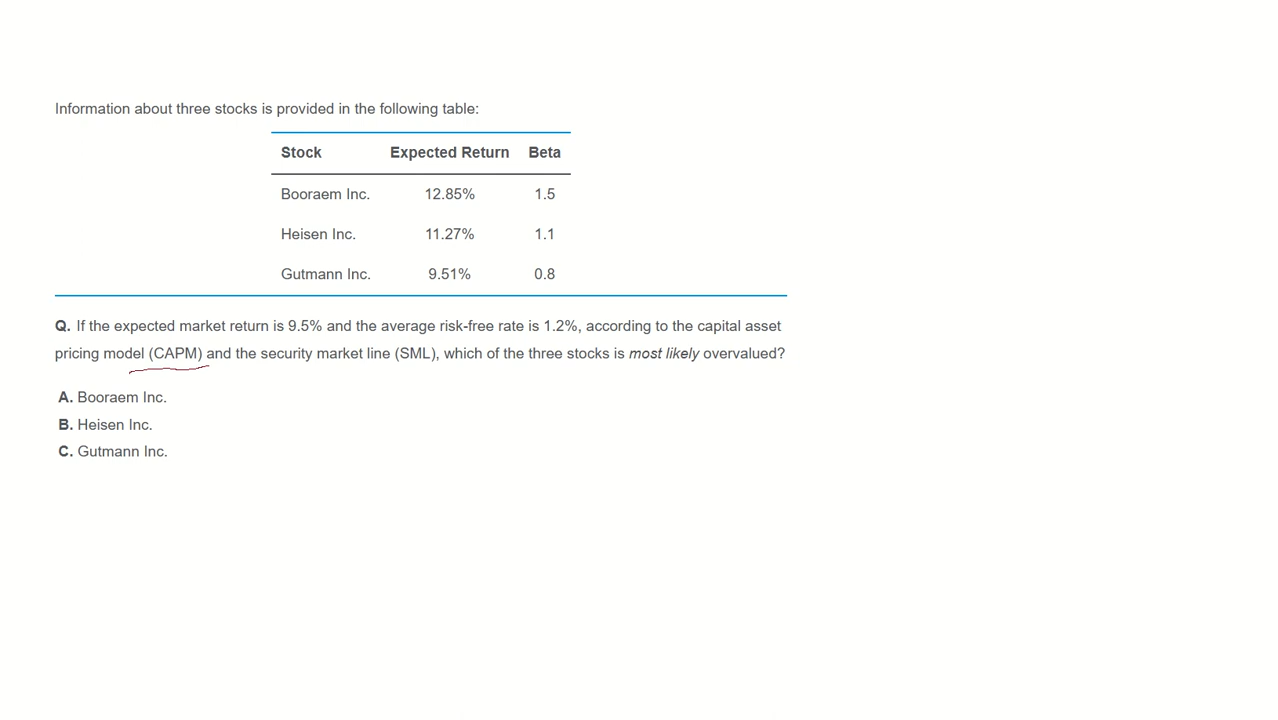 Information about three stocks is provided in the following table:
Stock Expected Return Beta
Booraem Inc. 12.85% 1.5
Heisen Inc. 11.27% 1.1
Gutmann Inc. 9.51% 0.8
Q. If the expected market return is 9.5% and the average risk-free rate is 1.2%, according to the capital asset
pricing model (CAPM) and the security market line (SML), which of the three stocks is most likely overvalued?
A. Booraem Inc.
B. Heisen Inc.
C. Gutmann Inc.